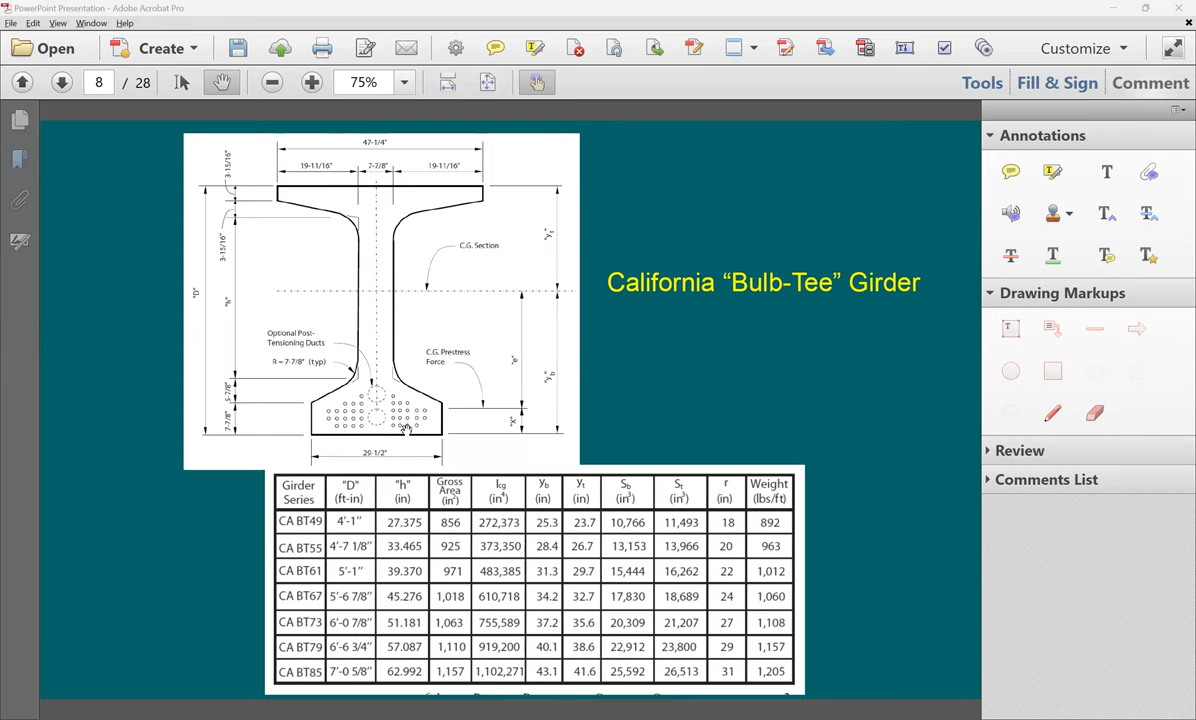 PowerPoint Presentation - Adobe Acrobat Pro
File Edit View Window Help
Open Create Customize
8 / 28 75% Tools Fill & Sign Comment
Annotations
Drawing Markups
Review
Comments List
47-1/4"
19-11/16" 7-7/8" 19-11/16"
3-15/16"
3-15/16"
"D"
"h"
5-7/8"
7-7/8"
C.G. Section
Optional Post-
Tensioning Ducts
R = 7-7/8" (typ)
C.G. Prestress
Force
"yt"
"e"
"yb"
"X"
29-1/2"
California “Bulb-Tee” Girder
Girder Series "D" (ft-in) "h" (in) Gross Area (in²) Icg (in⁴) yb (in) yt (in) Sb (in³) St (in³) r (in) Weight (lbs/ft)
CA BT49 4'-1" 27.375 856 272,373 25.3 23.7 10,766 11,493 18 892
CA BT55 4'-7 1/8" 33.465 925 373,350 28.4 26.7 13,153 13,966 20 963
CA BT61 5'-1" 39.370 971 483,385 31.3 29.7 15,444 16,262 22 1,012
CA BT67 5'-6 7/8" 45.276 1,018 610,718 34.2 32.7 17,830 18,689 24 1,060
CA BT73 6'-0 7/8" 51.181 1,063 755,589 37.2 35.6 20,309 21,207 27 1,108
CA BT79 6'-6 3/4" 57.087 1,110 919,200 40.1 38.6 22,912 23,800 29 1,157
CA BT85 7'-0 5/8" 62.992 1,157 1,102,271 43.1 41.6 25,592 26,513 31 1,205